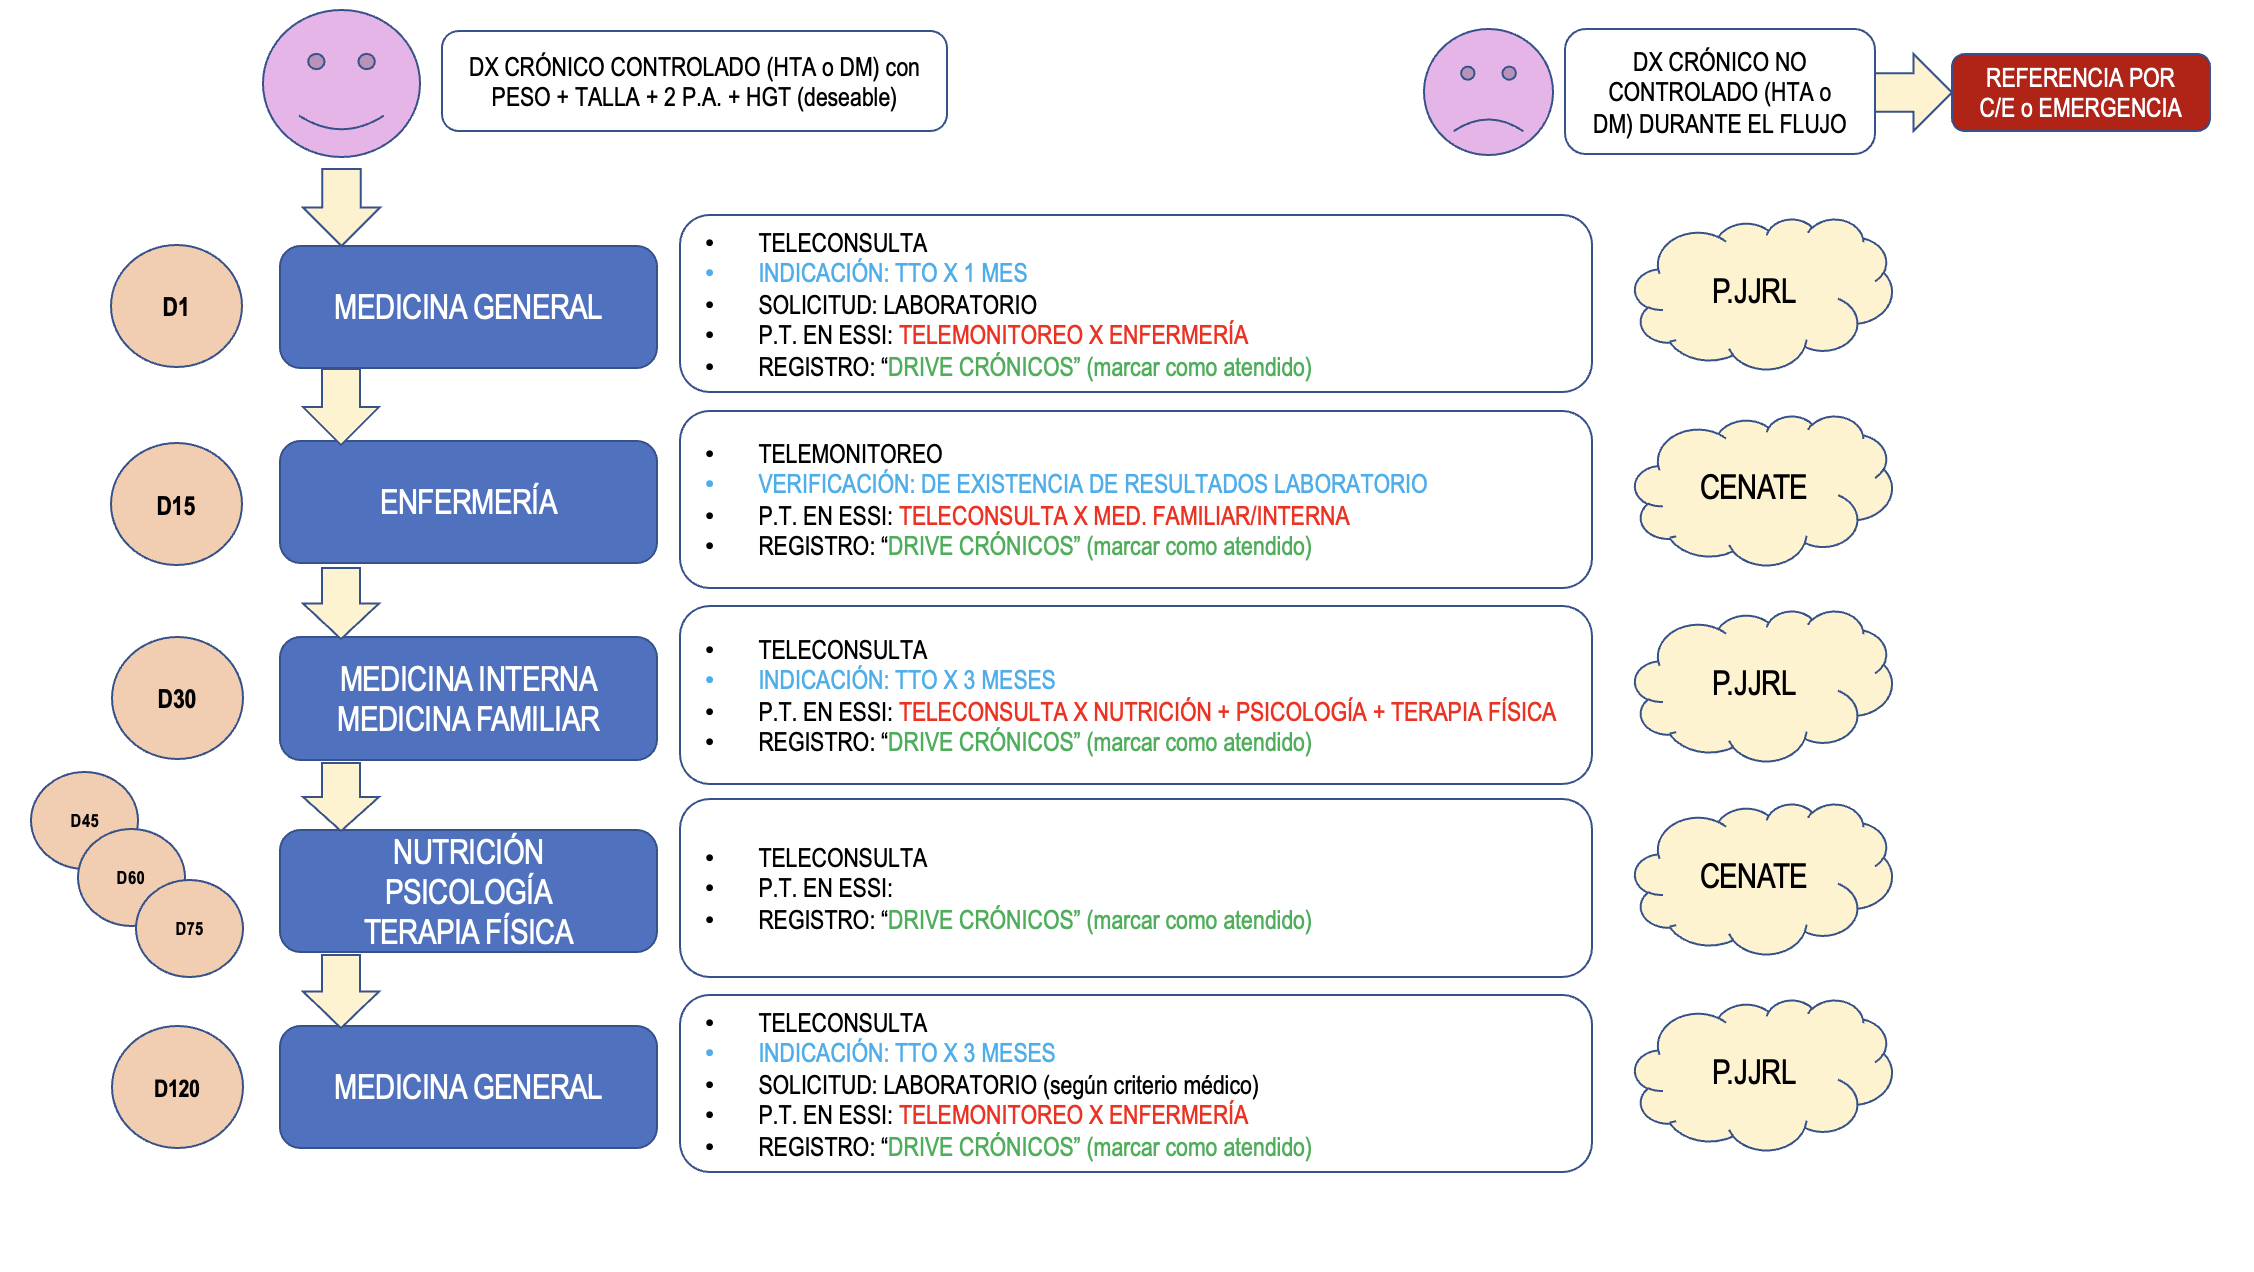 DX CRÓNICO CONTROLADO (HTA o DM) con
PESO + TALLA + 2 P.A. + HGT (deseable)
DX CRÓNICO NO
CONTROLADO (HTA o
DM) DURANTE EL FLUJO
REFERENCIA POR
C/E o EMERGENCIA
D1
MEDICINA GENERAL
• TELECONSULTA
• INDICACIÓN: TTO X 1 MES
• SOLICITUD: LABORATORIO
• P.T. EN ESSI: TELEMONITOREO X ENFERMERÍA
• REGISTRO: “DRIVE CRÓNICOS” (marcar como atendido)
P.JJRL
D15
ENFERMERÍA
• TELEMONITOREO
• VERIFICACIÓN: DE EXISTENCIA DE RESULTADOS LABORATORIO
• P.T. EN ESSI: TELECONSULTA X MED. FAMILIAR/INTERNA
• REGISTRO: “DRIVE CRÓNICOS” (marcar como atendido)
CENATE
D30
MEDICINA INTERNA
MEDICINA FAMILIAR
• TELECONSULTA
• INDICACIÓN: TTO X 3 MESES
• P.T. EN ESSI: TELECONSULTA X NUTRICIÓN + PSICOLOGÍA + TERAPIA FÍSICA
• REGISTRO: “DRIVE CRÓNICOS” (marcar como atendido)
P.JJRL
D45
D60
D75
NUTRICIÓN
PSICOLOGÍA
TERAPIA FÍSICA
• TELECONSULTA
• P.T. EN ESSI:
• REGISTRO: “DRIVE CRÓNICOS” (marcar como atendido)
CENATE
D120
MEDICINA GENERAL
• TELECONSULTA
• INDICACIÓN: TTO X 3 MESES
• SOLICITUD: LABORATORIO (según criterio médico)
• P.T. EN ESSI: TELEMONITOREO X ENFERMERÍA
• REGISTRO: “DRIVE CRÓNICOS” (marcar como atendido)
P.JJRL